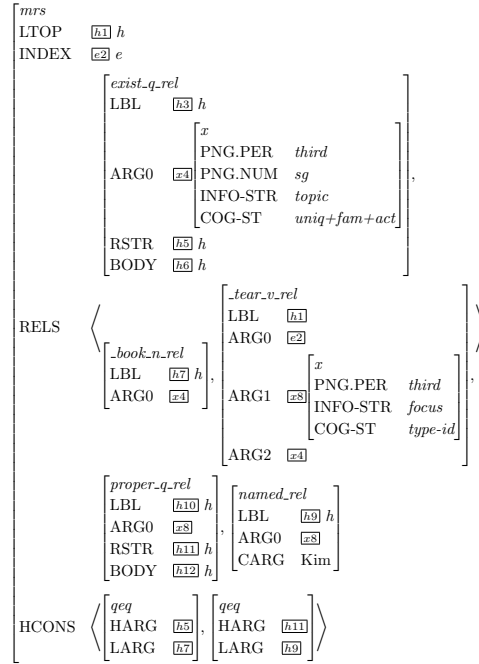 mrs
LTOP h1 h
INDEX e2 e
exist_q_rel
LBL h3 h
ARG0 x4 x
PNG.PER third
PNG.NUM sg
INFO-STR topic
COG-ST uniq+fam+act
RSTR h5 h
BODY h6 h
RELS
_book_n_rel
LBL h7 h
ARG0 x4
_tear_v_rel
LBL h1
ARG0 e2
ARG1 x8 x
PNG.PER third
INFO-STR focus
COG-ST type-id
ARG2 x4
proper_q_rel
LBL h10 h
ARG0 x8
RSTR h11 h
BODY h12 h
named_rel
LBL h9 h
ARG0 x8
CARG Kim
HCONS
qeq
HARG h5
LARG h7
qeq
HARG h11
LARG h9